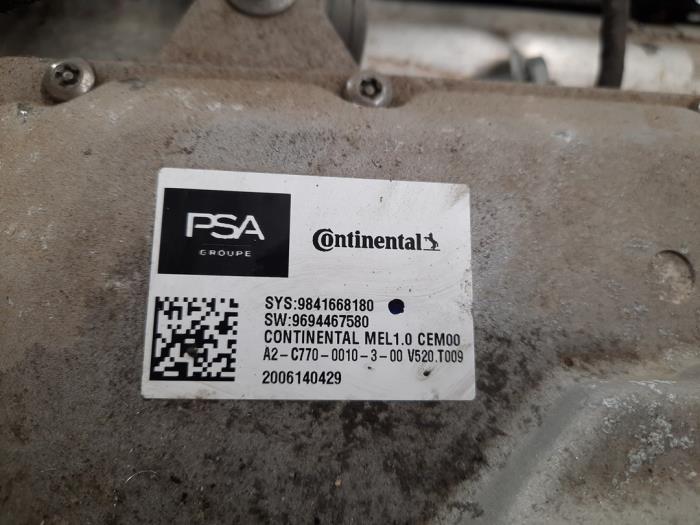 PSA
GROUPE
Continental
SYS:9841668180
SW:9694467580
CONTINENTAL MEL1.0 CEM00
A2-C770-0010-3-00 V520.T009
2006140429